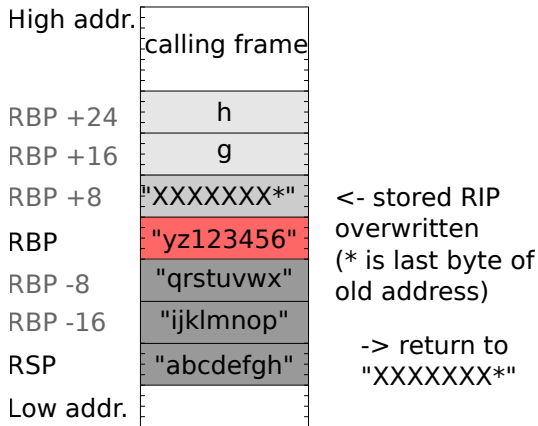 High addr.
calling frame
RBP +24 h
RBP +16 g
RBP +8 "XXXXXXX*" <- stored RIP
overwritten
RBP "yz123456"
(* is last byte of
RBP -8 "qrstuvwx"
old address)
RBP -16 "ijklmnop"
-> return to
RSP "abcdefgh"
"XXXXXXX*"
Low addr.